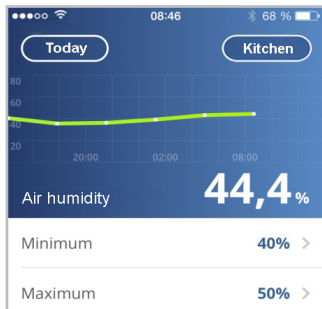 08:46 68 %
Today Kitchen
80
60
40
20
20:00 02:00 08:00
Air humidity 44,4 %
Minimum 40%
Maximum 50%